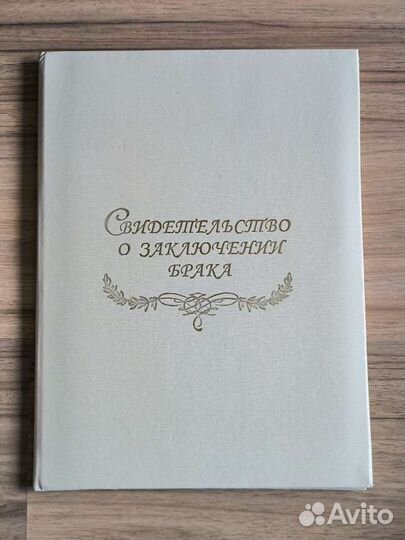 Свидетельство
о заключении
брака
Avito